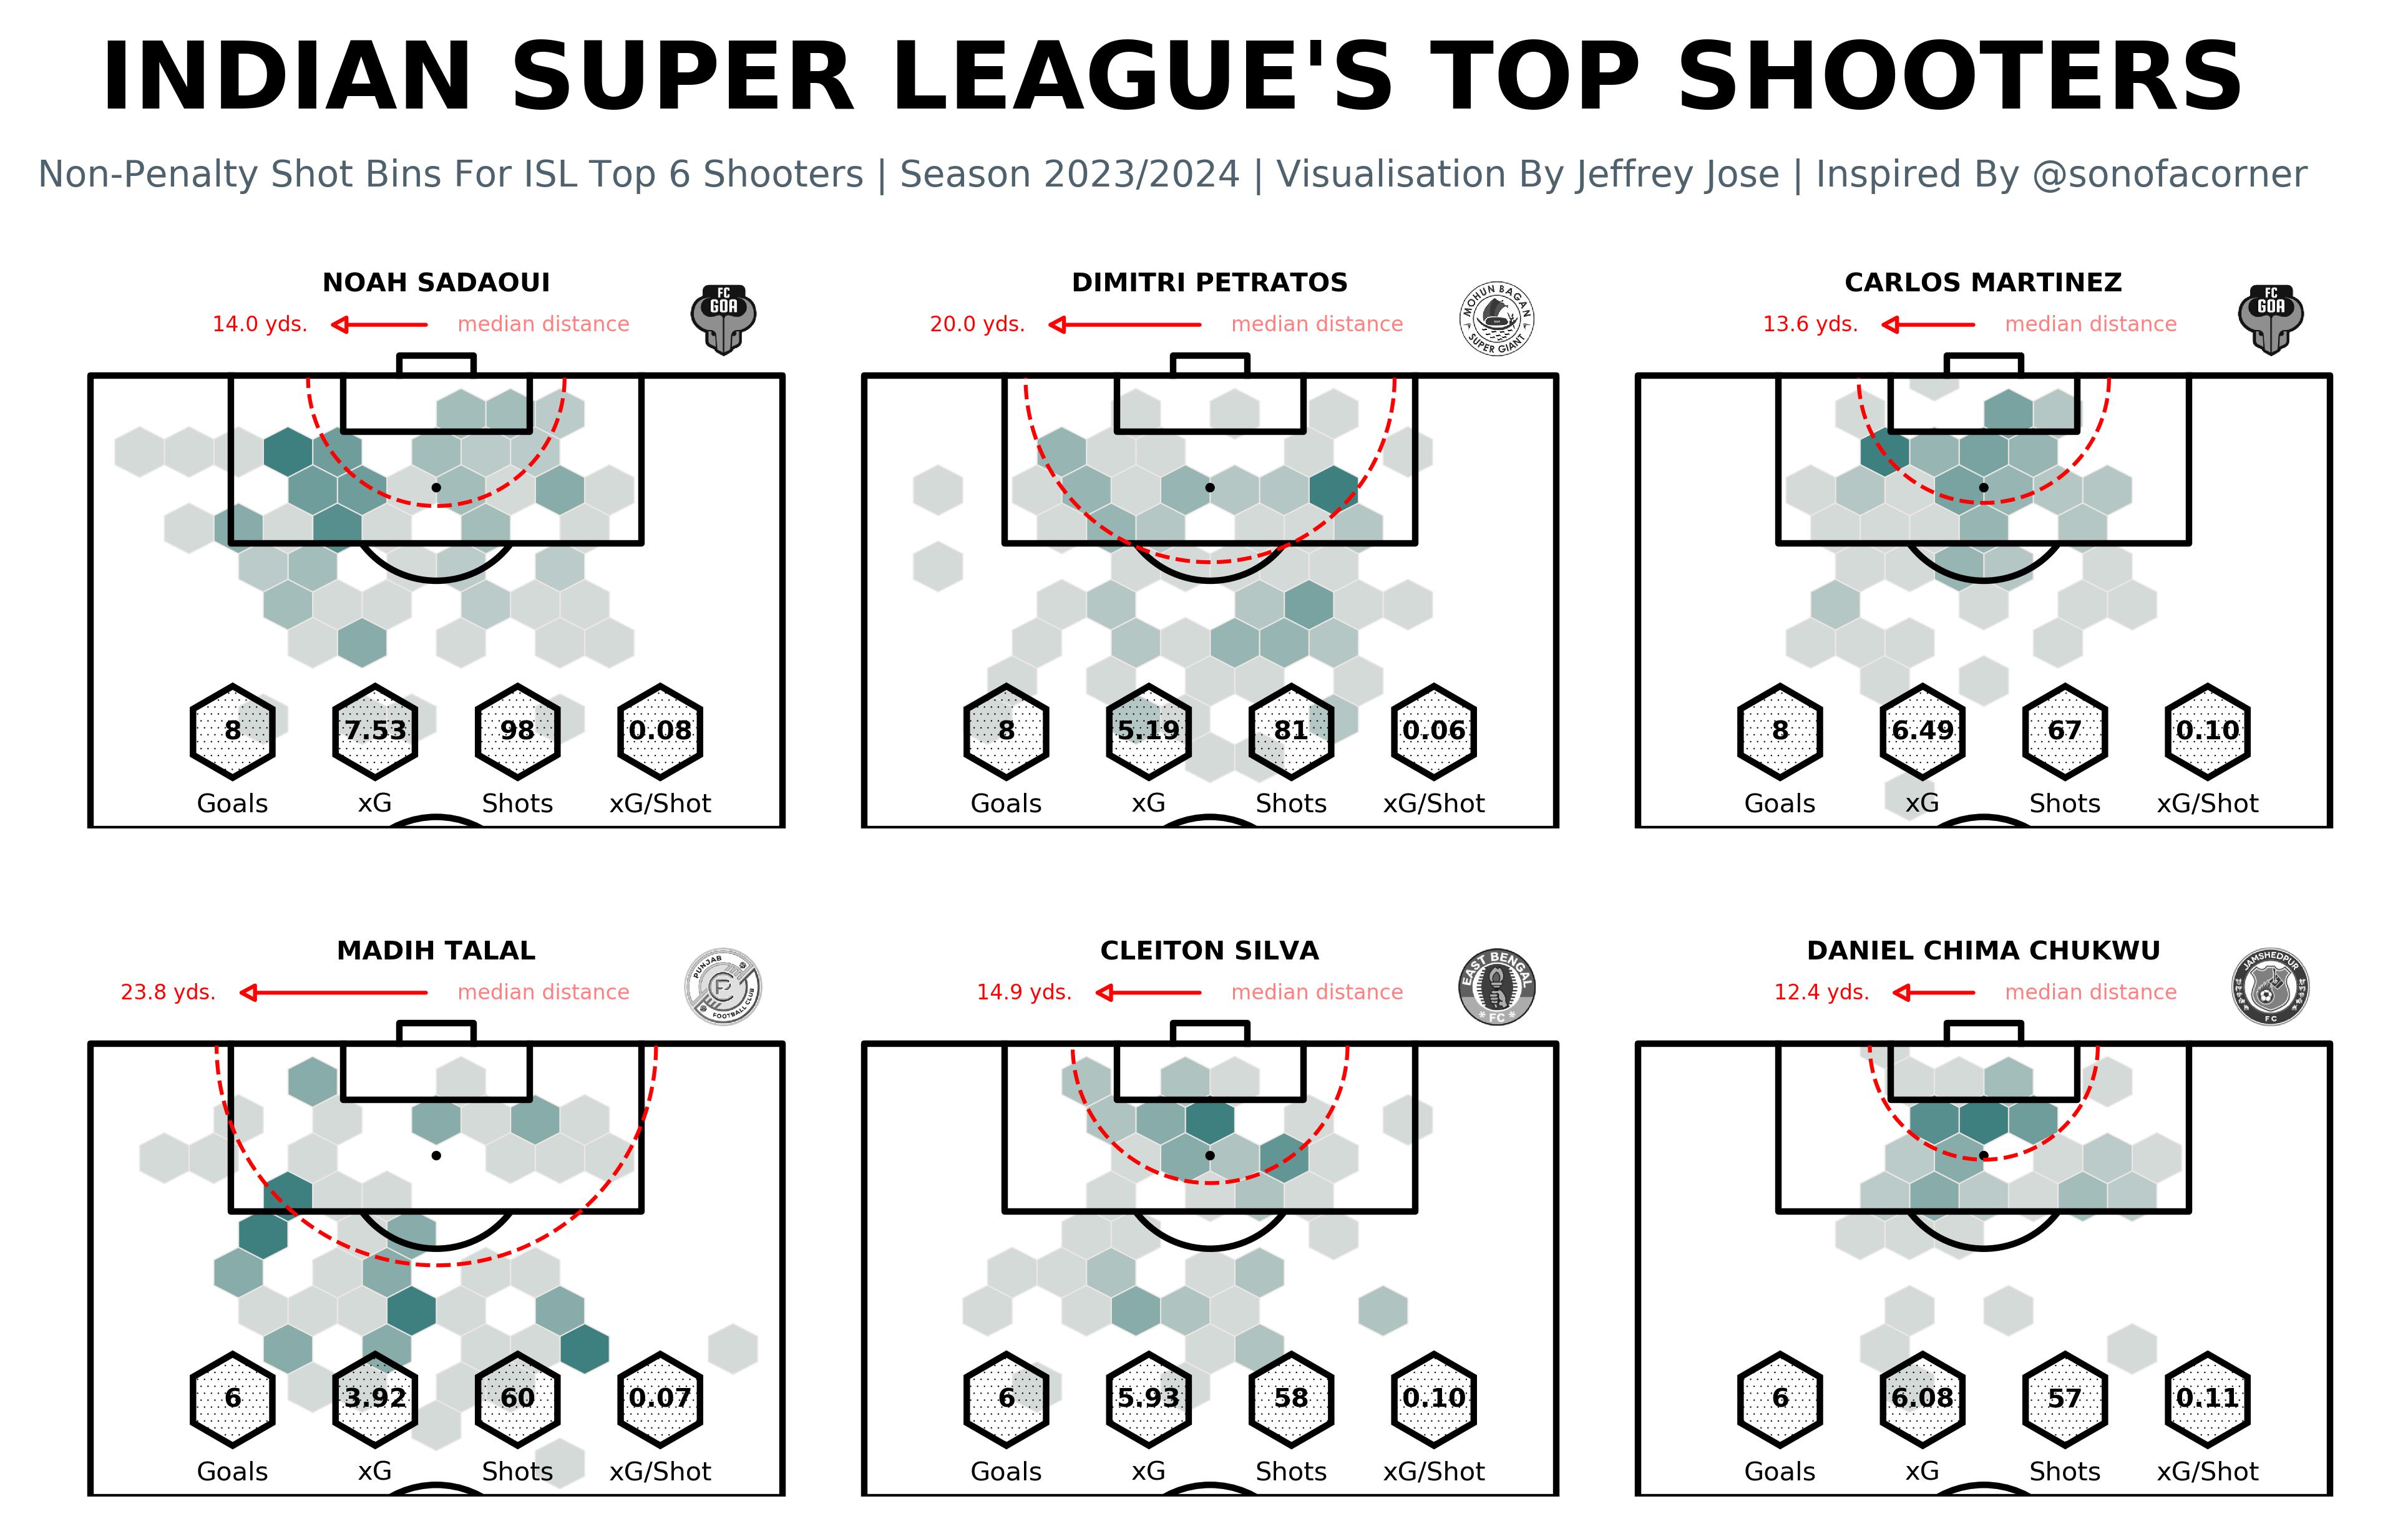 INDIAN SUPER LEAGUE'S TOP SHOOTERS
Non-Penalty Shot Bins For ISL Top 6 Shooters | Season 2023/2024 | Visualisation By Jeffrey Jose | Inspired By @sonofacorner
NOAH SADAOUI
14.0 yds. median distance
FC GOA
8 7.53 98 0.08
Goals xG Shots xG/Shot
DIMITRI PETRATOS
20.0 yds. median distance
MOHUN BAGAN SUPER GIANT
8 5.19 81 0.06
Goals xG Shots xG/Shot
CARLOS MARTINEZ
13.6 yds. median distance
FC GOA
8 6.49 67 0.10
Goals xG Shots xG/Shot
MADIH TALAL
23.8 yds. median distance
PUNJAB FOOTBALL CLUB
6 3.92 60 0.07
Goals xG Shots xG/Shot
CLEITON SILVA
14.9 yds. median distance
EAST BENGAL FC
6 5.93 58 0.10
Goals xG Shots xG/Shot
DANIEL CHIMA CHUKWU
12.4 yds. median distance
JAMSHEDPUR FC
6 6.08 57 0.11
Goals xG Shots xG/Shot